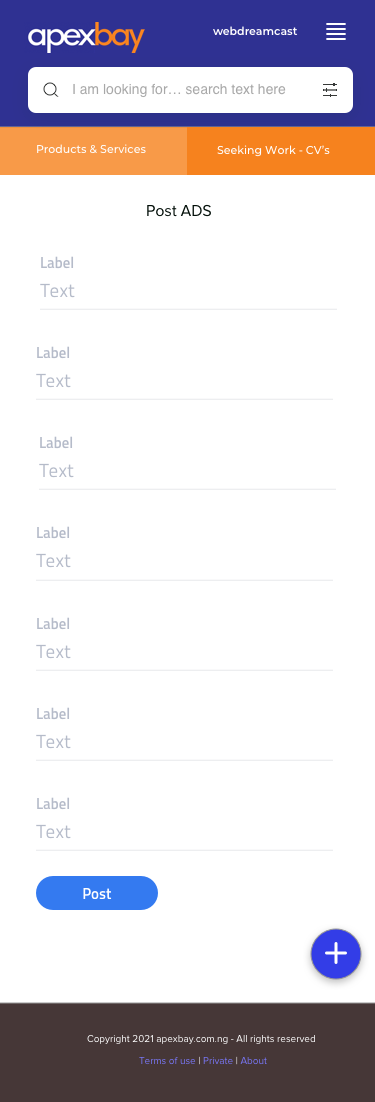 apexbay
webdreamcast
I am looking for... search text here
Products & Services
Seeking Work - CV's
Post ADS
Label
Text
Label
Text
Label
Text
Label
Text
Label
Text
Label
Text
Label
Text
Post
Copyright 2021 apexbay.com.ng - All rights reserved
Terms of use | Private | About